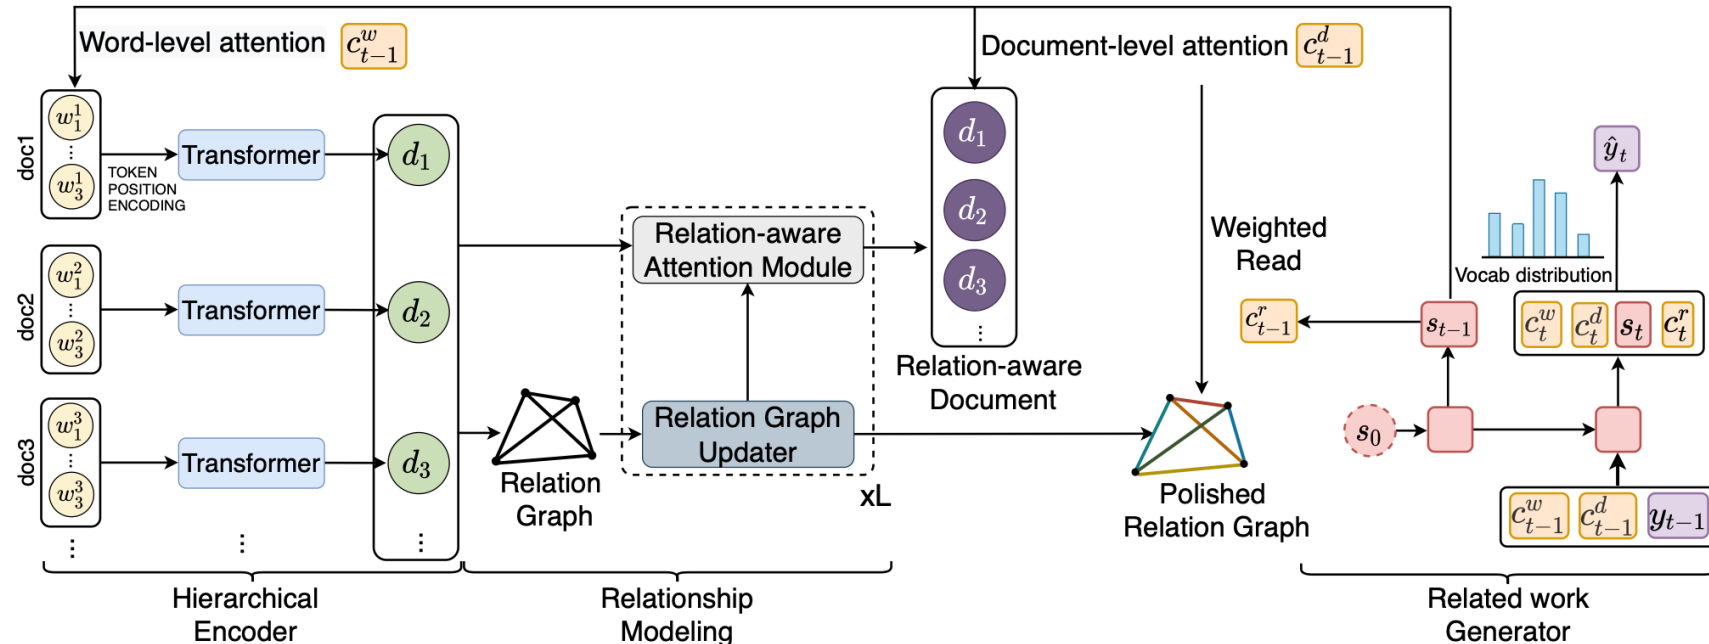 Word-level attention c^w_{t-1}
Document-level attention c^d_{t-1}
doc1
w^1_1
⋮
w^1_3
TOKEN
POSITION
ENCODING
Transformer
d_1
doc2
w^2_1
⋮
w^2_3
Transformer
d_2
doc3
w^3_1
⋮
w^3_3
Transformer
d_3
⋮
⋮
⋮
Relation
Graph
Relation-aware
Attention Module
Relation Graph
Updater
xL
d_1
d_2
d_3
⋮
Relation-aware
Document
Weighted
Read
Polished
Relation Graph
c^r_{t-1}
s_{t-1}
s_0
ŷ_t
Vocab distribution
c^w_t c^d_t s_t c^r_t
c^w_{t-1} c^d_{t-1} y_{t-1}
Hierarchical
Encoder
Relationship
Modeling
Related work
Generator